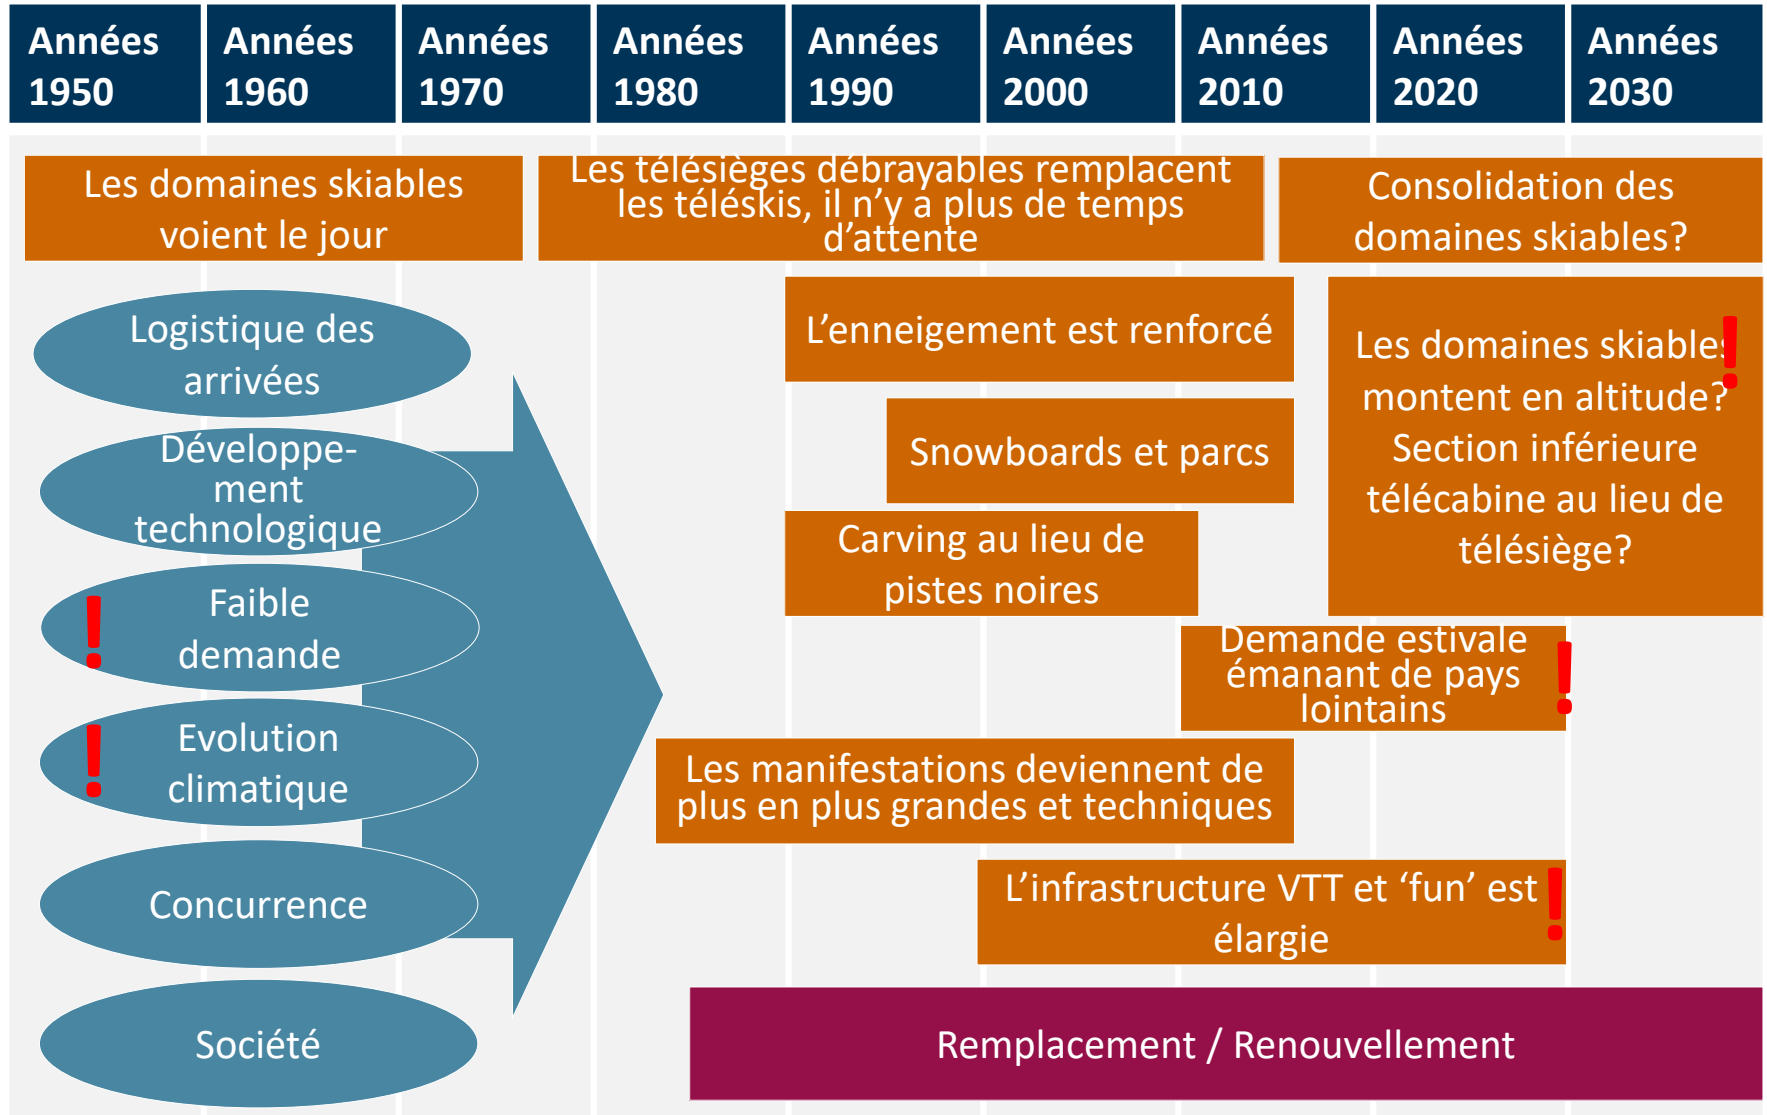 Années
1950
Années
1960
Années
1970
Années
1980
Années
1990
Années
2000
Années
2010
Années
2020
Années
2030
Les domaines skiables
voient le jour
Les télésièges débrayables remplacent
les téléskis, il n’y a plus de temps
d’attente
Consolidation des
domaines skiables?
Logistique des
arrivées
Développe-
ment
technologique
Faible
demande
!
Evolution
climatique
!
Concurrence
Société
L’enneigement est renforcé
Snowboards et parcs
Carving au lieu de
pistes noires
Les domaines skiables
montent en altitude?
Section inférieure
télécabine au lieu de
télésiège?
!
Demande estivale
émanant de pays
lointains
!
Les manifestations deviennent de
plus en plus grandes et techniques
L’infrastructure VTT et ‘fun’ est
élargie
!
Remplacement / Renouvellement